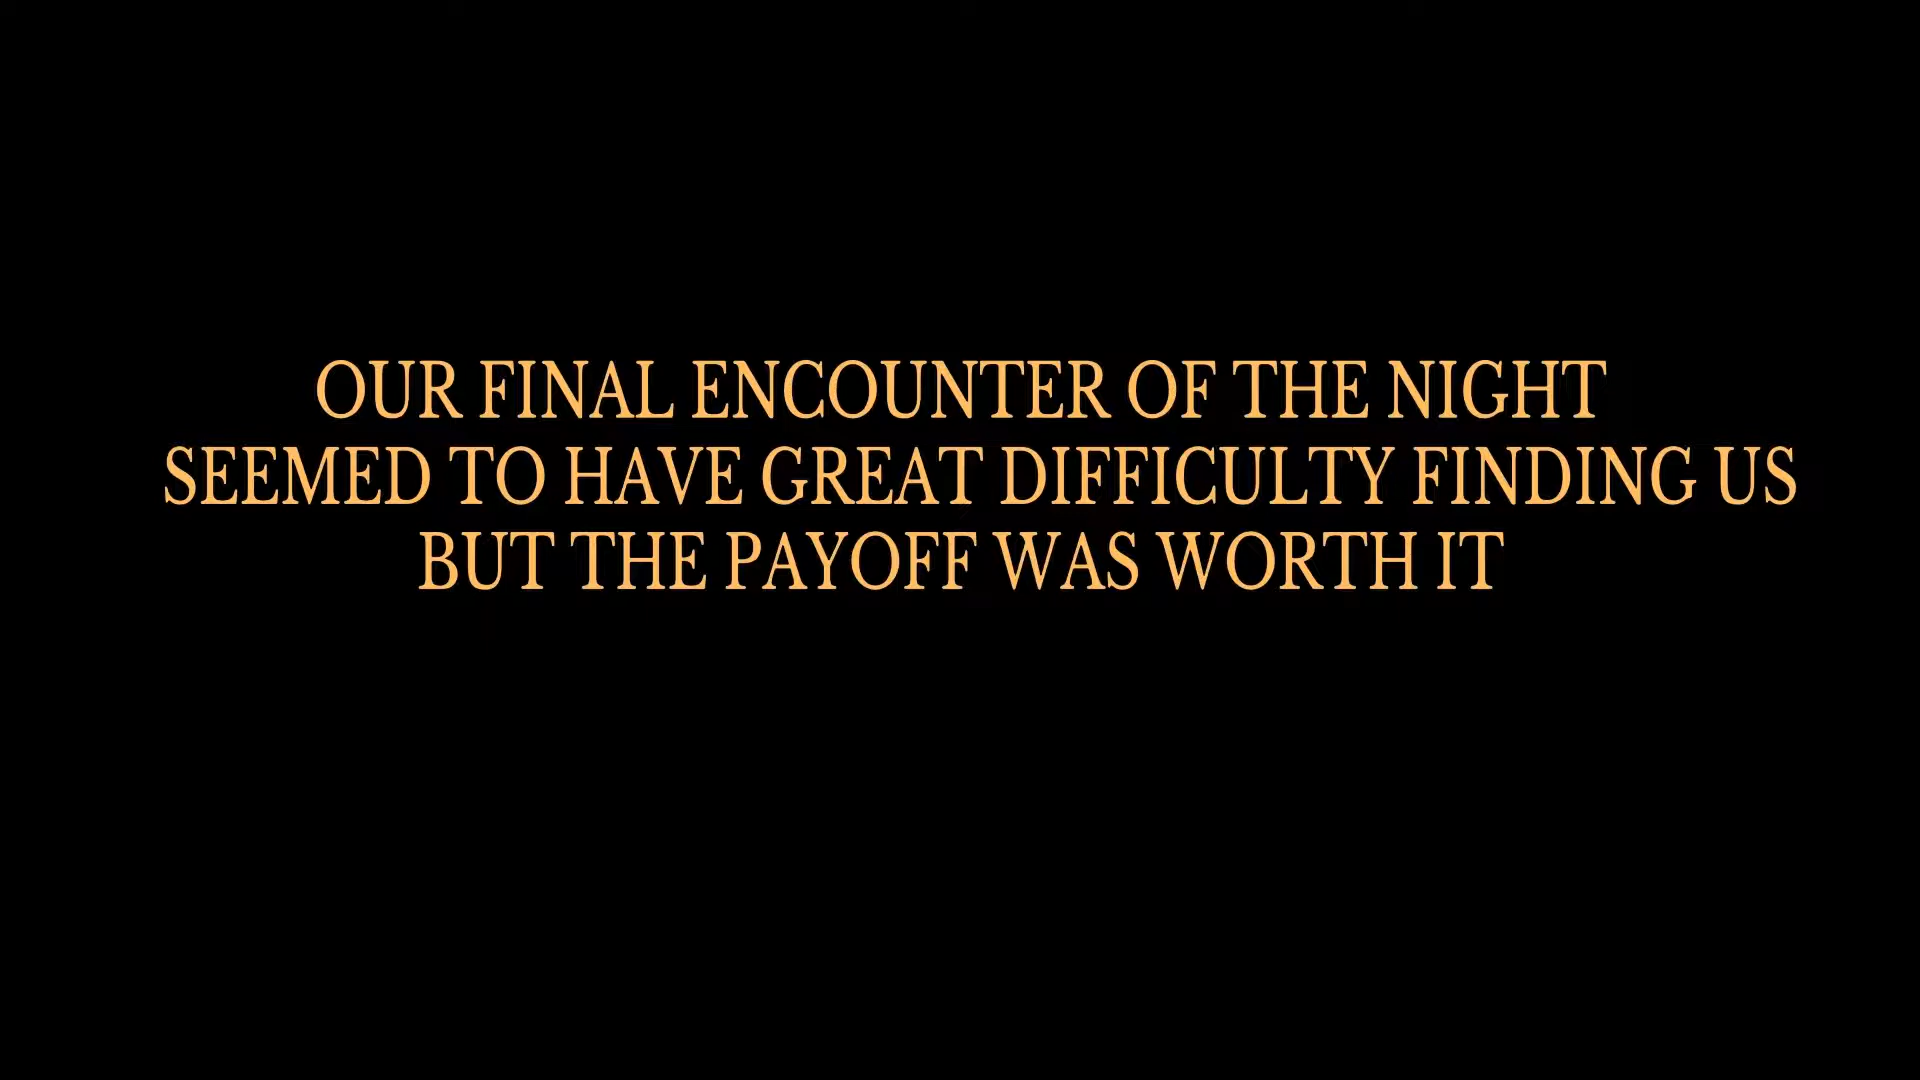 OUR FINAL ENCOUNTER OF THE NIGHT
SEEMED TO HAVE GREAT DIFFICULTY FINDING US
BUT THE PAYOFF WAS WORTH IT